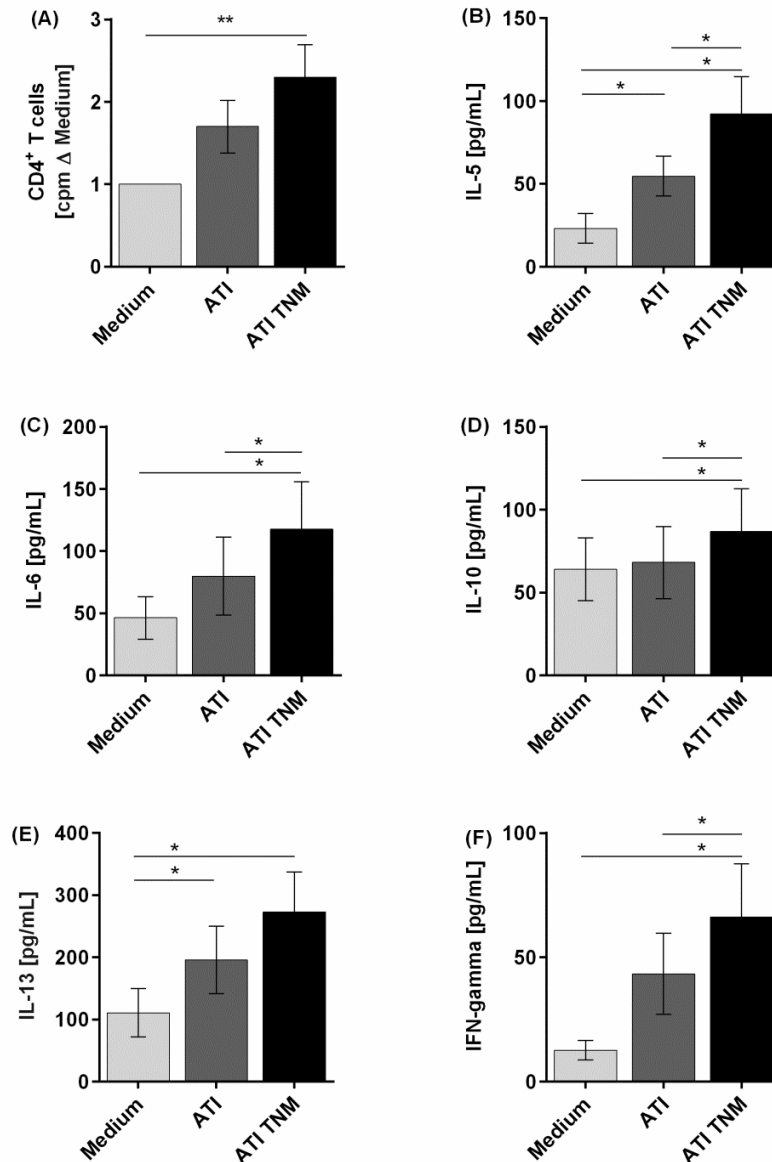 (A)
CD4+ T cells
[cpm Δ Medium]
3
2
1
0
**
Medium
ATI
ATI TNM
(B)
IL-5 [pg/mL]
150
100
50
0
*
*
*
Medium
ATI
ATI TNM
(C)
IL-6 [pg/mL]
200
150
100
50
0
*
*
Medium
ATI
ATI TNM
(D)
IL-10 [pg/mL]
150
100
50
0
*
*
Medium
ATI
ATI TNM
(E)
IL-13 [pg/mL]
400
300
200
100
0
*
*
Medium
ATI
ATI TNM
(F)
IFN-gamma [pg/mL]
100
50
0
*
*
Medium
ATI
ATI TNM